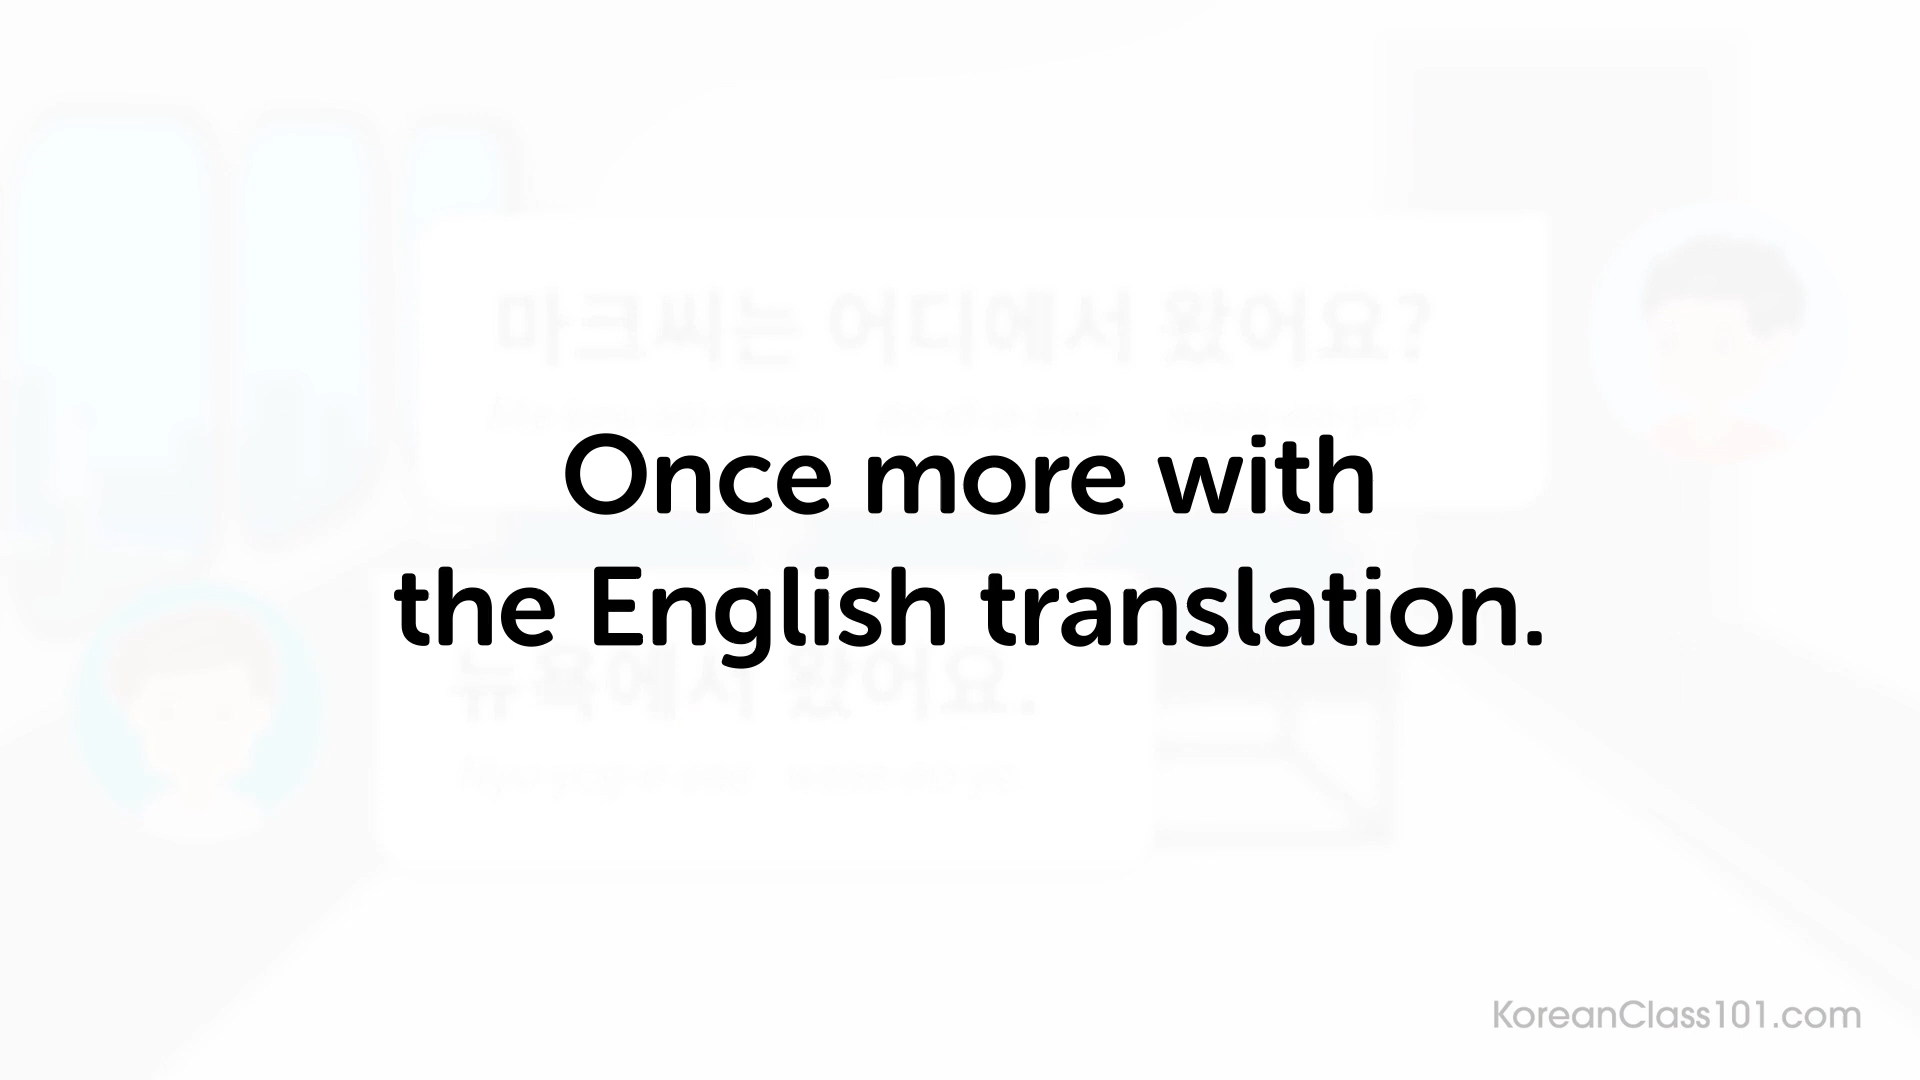 마크씨는 어디에서 왔어요?
Once more with
the English translation.
뉴욕에서 왔어요.
KoreanClass101.com